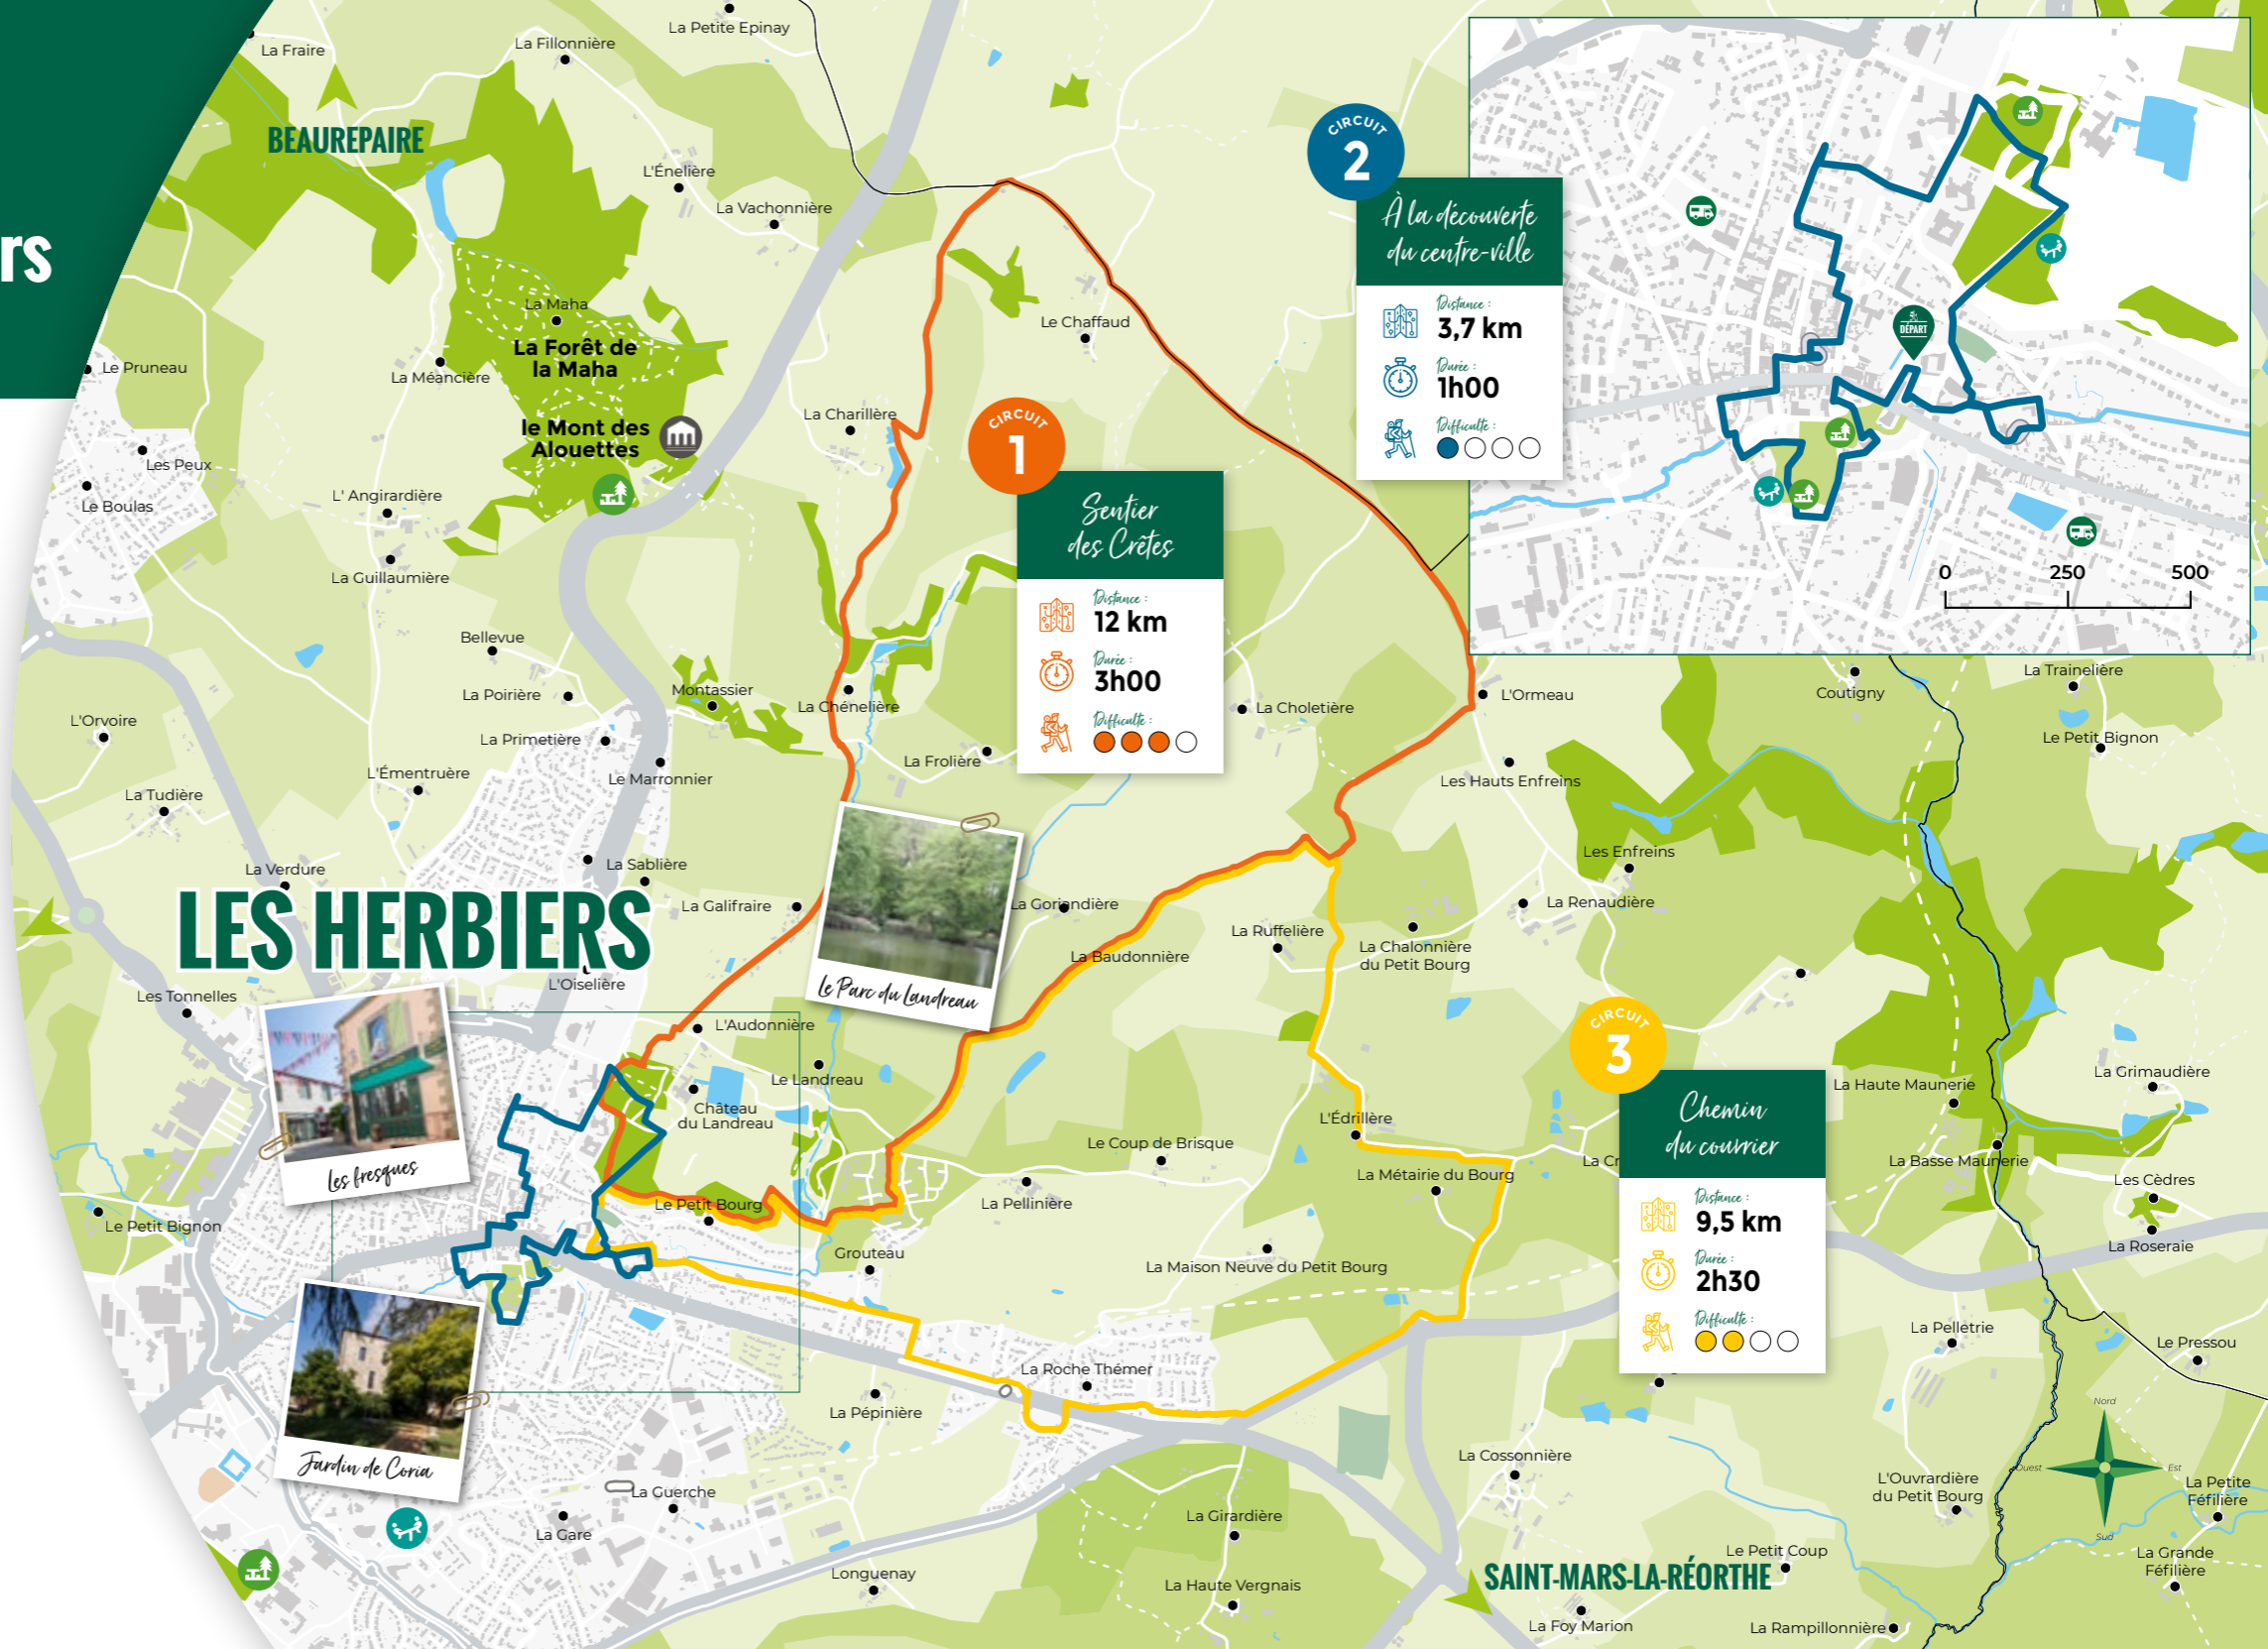 rs
La Fraire
La Fillonnière
La Petite Epinay
BEAUREPAIRE
L'Énelière
La Vachonnière
La Maha
La Forêt de
la Maha
Le Pruneau
La Méancière
le Mont des
Alouettes
La Charillère
Le Chaffaud
Les Peux
Le Boulas
L' Angirardière
La Guillaumière
CIRCUIT
1
Sentier
des Crêtes
Distance :
12 km
Durée :
3h00
Difficulté :
CIRCUIT
2
À la découverte
du centre-ville
Distance :
3,7 km
Durée :
1h00
Difficulté :
DÉPART
0
250
500
Bellevue
La Poirière
Montassier
La Chénelière
L'Orvoire
La Primetière
La Frolière
La Choletière
L'Ormeau
Coutigny
La Trainelière
Le Petit Bignon
L'Émentruère
Le Marronnier
La Tudière
Les Hauts Enfreins
La Verdure
La Sablière
Les Enfreins
LES HERBIERS
La Galifraire
La Goriandière
La Renaudière
La Ruffelière
La Baudonnière
La Chalonnière
du Petit Bourg
L'Oiselière
Le Parc du Landreau
Les Tonnelles
L'Audonnière
Le Landreau
Château
du Landreau
Les fresques
CIRCUIT
3
Chemin
du courrier
Distance :
9,5 km
Durée :
2h30
Difficulté :
La Haute Maunerie
La Grimaudière
L'Édrillère
Le Coup de Brisque
La Cr
La Métairie du Bourg
La Basse Maunerie
Les Cèdres
La Pellinière
Le Petit Bourg
Le Petit Bignon
La Roseraie
Grouteau
La Maison Neuve du Petit Bourg
La Pelletrie
Le Pressou
La Roche Thémer
La Pépinière
Jardin de Coria
Nord
Ouest
Est
Sud
La Cossonnière
L'Ouvrardière
du Petit Bourg
La Petite
Féfilière
La Guerche
La Gare
La Girardière
Le Petit Coup
La Grande
Féfilière
Longuenay
La Haute Vergnais
SAINT-MARS-LA-RÉORTHE
La Foy Marion
La Rampillonnière